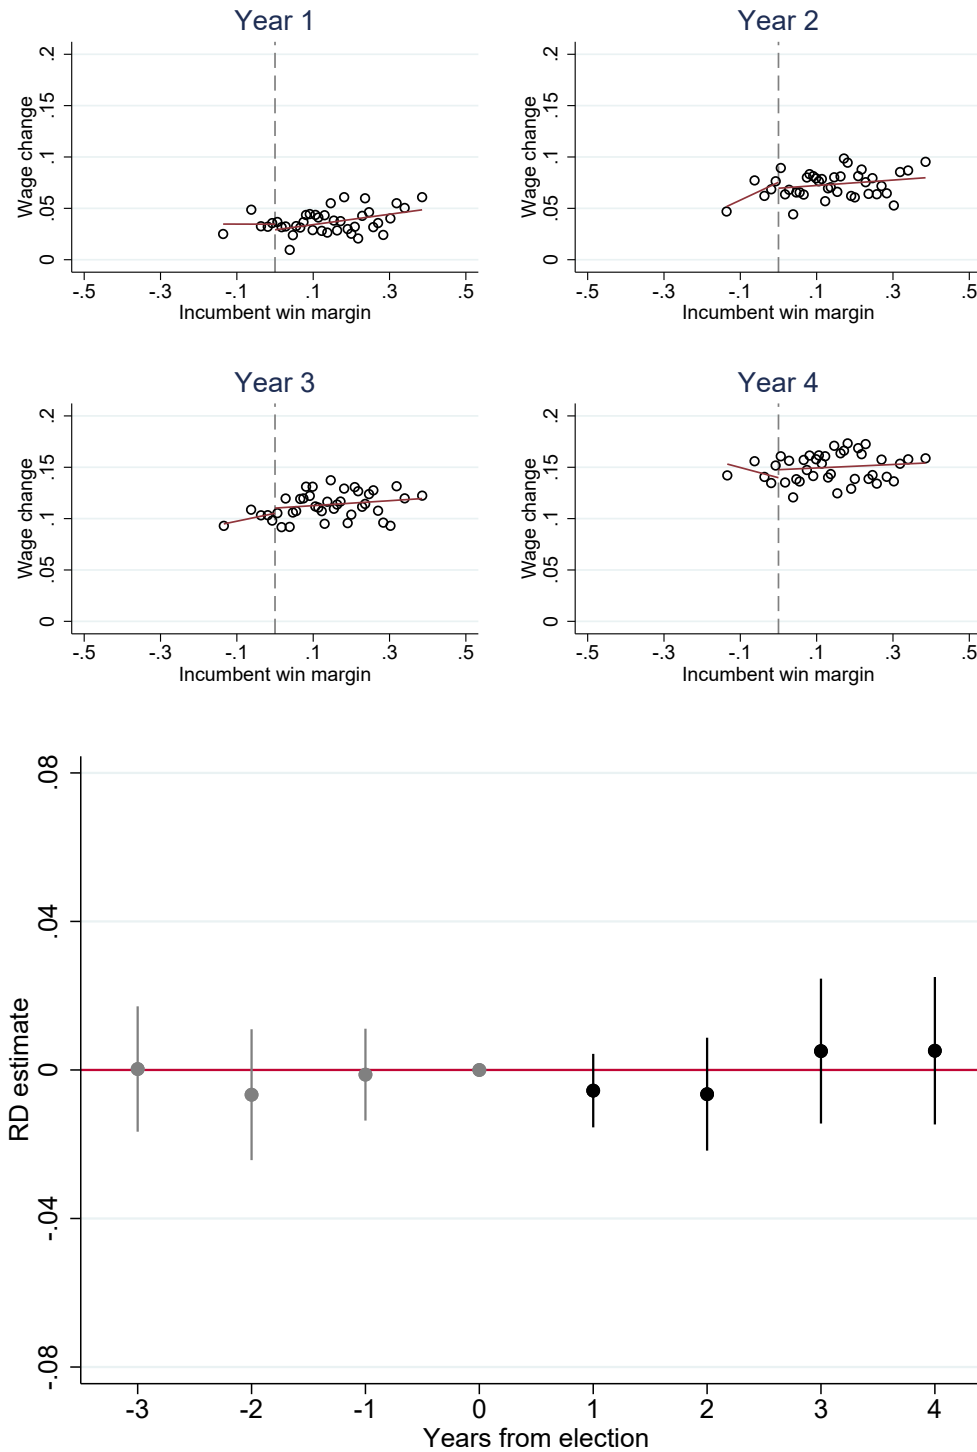 Year 1
Year 2
Wage change
0 .05 .1 .15 .2
-.5 -.3 -.1 .1 .3 .5
Incumbent win margin
Wage change
0 .05 .1 .15 .2
-.5 -.3 -.1 .1 .3 .5
Incumbent win margin
Year 3
Year 4
Wage change
0 .05 .1 .15 .2
-.5 -.3 -.1 .1 .3 .5
Incumbent win margin
Wage change
0 .05 .1 .15 .2
-.5 -.3 -.1 .1 .3 .5
Incumbent win margin
RD estimate
.08
.04
0
-.04
-.08
-3 -2 -1 0 1 2 3 4
Years from election